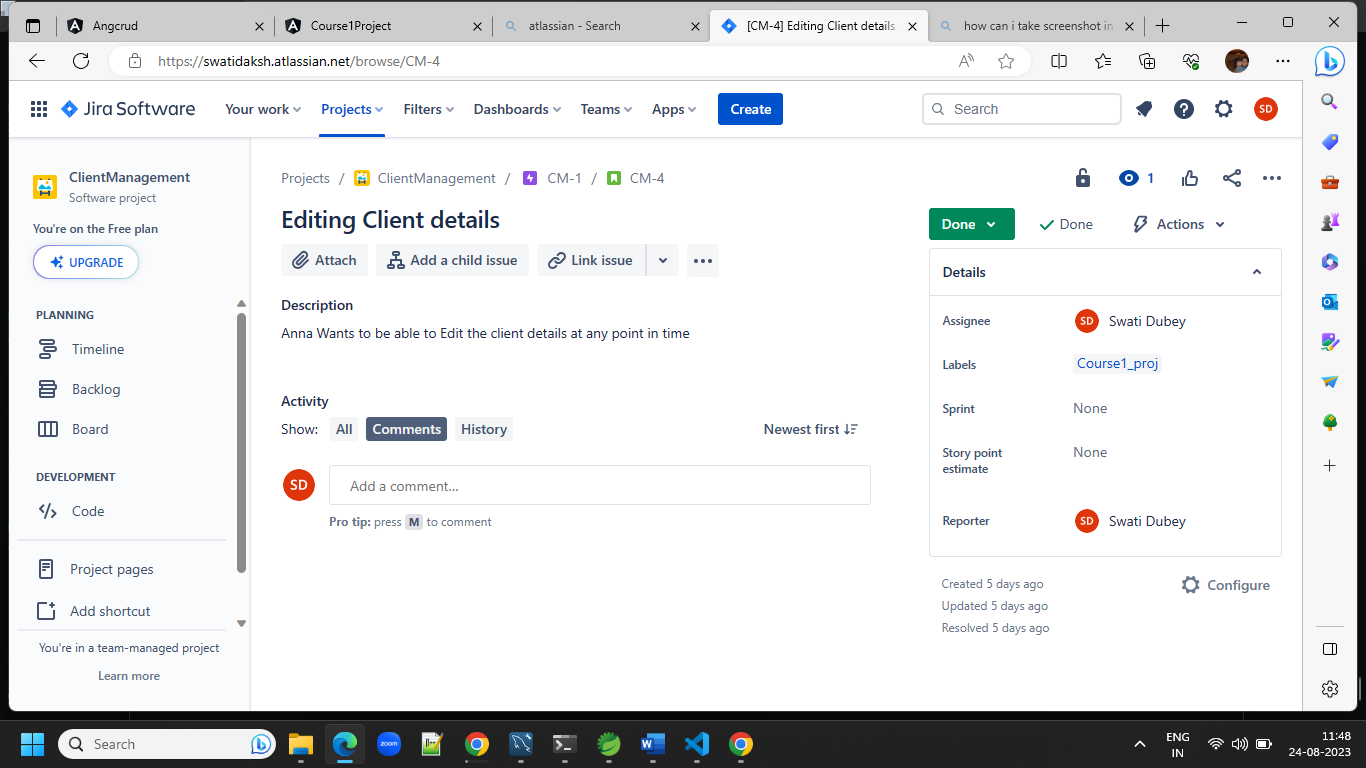 Angcrud
Course1Project
atlassian - Search
[CM-4] Editing Client details
how can i take screenshot in
https://swatidaksh.atlassian.net/browse/CM-4
Jira Software
Your work
Projects
Filters
Dashboards
Teams
Apps
Create
Search
SD
ClientManagement
Software project
You're on the Free plan
UPGRADE
PLANNING
Timeline
Backlog
Board
DEVELOPMENT
Code
Project pages
Add shortcut
You're in a team-managed project
Learn more
Projects / ClientManagement / CM-1 / CM-4
1
Editing Client details
Attach
Add a child issue
Link issue
Description
Anna Wants to be able to Edit the client details at any point in time
Activity
Show: All Comments History
Newest first
SD
Add a comment...
Pro tip: press M to comment
Done
Done
Actions
Details
Assignee SD Swati Dubey
Labels Course1_proj
Sprint None
Story point
estimate
None
Reporter SD Swati Dubey
Created 5 days ago
Updated 5 days ago
Resolved 5 days ago
Configure
Search
zoom
ENG
IN
11:48
24-08-2023